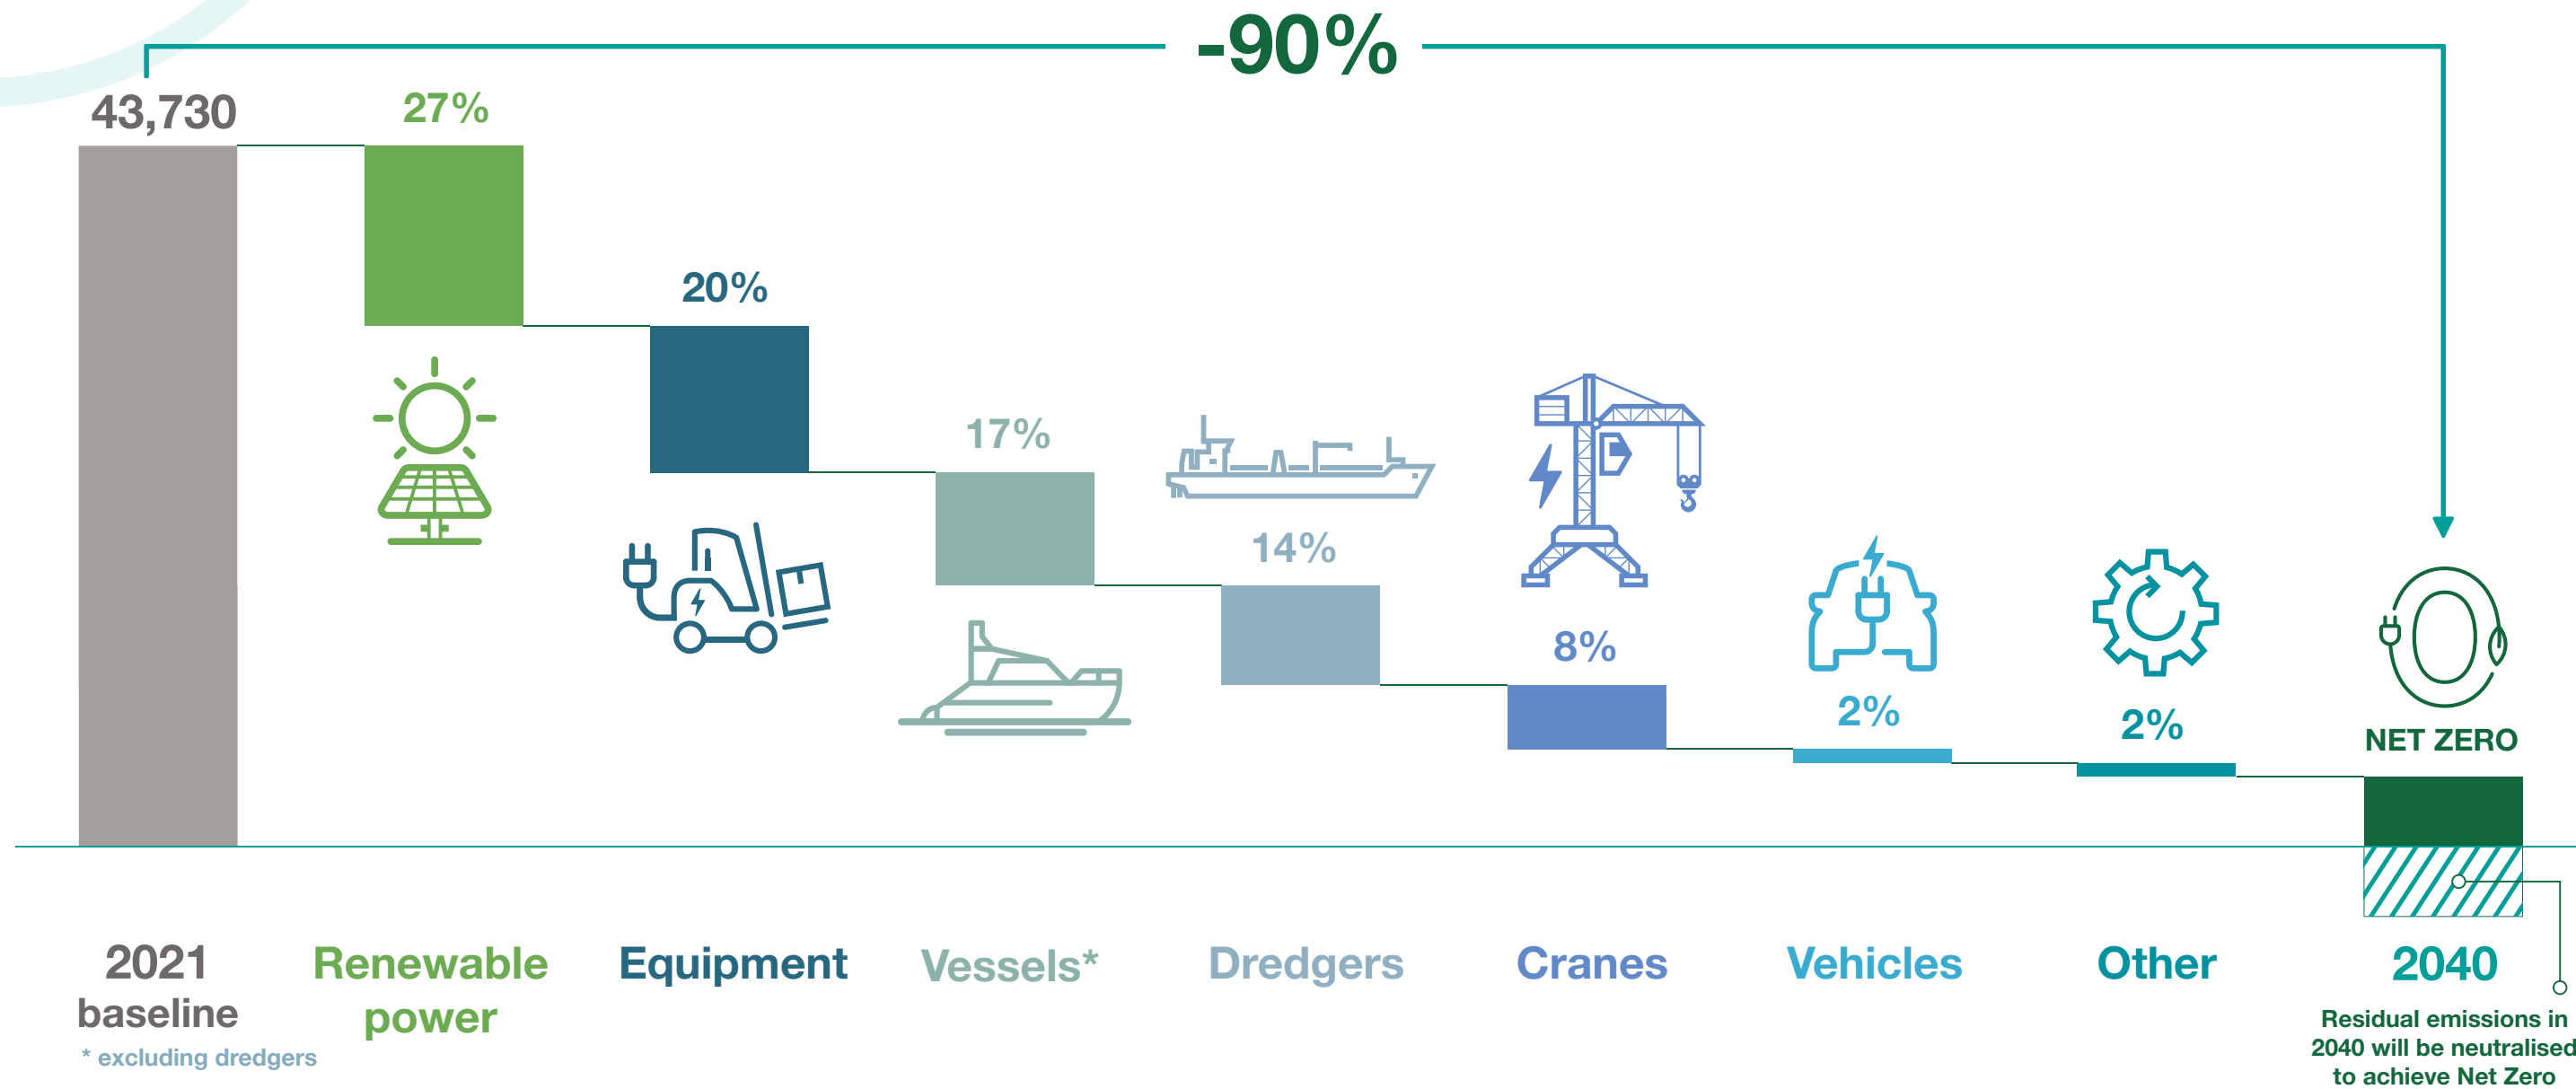 -90%
43,730
27%
20%
17%
14%
8%
2%
2%
NET ZERO
2021
baseline
Renewable
power
Equipment
Vessels*
Dredgers
Cranes
Vehicles
Other
2040
* excluding dredgers
Residual emissions in
2040 will be neutralised
to achieve Net Zero